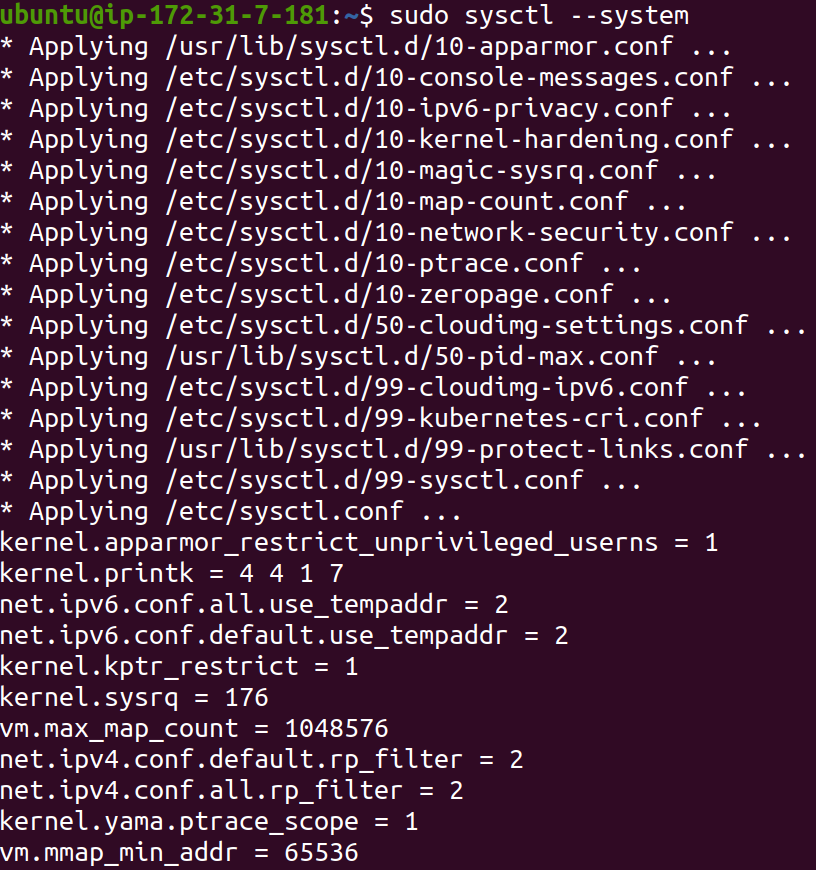 ubuntu@ip-172-31-7-181:~$ sudo sysctl --system
* Applying /usr/lib/sysctl.d/10-apparmor.conf ...
* Applying /etc/sysctl.d/10-console-messages.conf ...
* Applying /etc/sysctl.d/10-ipv6-privacy.conf ...
* Applying /etc/sysctl.d/10-kernel-hardening.conf ...
* Applying /etc/sysctl.d/10-magic-sysrq.conf ...
* Applying /etc/sysctl.d/10-map-count.conf ...
* Applying /etc/sysctl.d/10-network-security.conf ...
* Applying /etc/sysctl.d/10-ptrace.conf ...
* Applying /etc/sysctl.d/10-zeropage.conf ...
* Applying /etc/sysctl.d/50-cloudimg-settings.conf ...
* Applying /usr/lib/sysctl.d/50-pid-max.conf ...
* Applying /etc/sysctl.d/99-cloudimg-ipv6.conf ...
* Applying /etc/sysctl.d/99-kubernetes-cri.conf ...
* Applying /usr/lib/sysctl.d/99-protect-links.conf ...
* Applying /etc/sysctl.d/99-sysctl.conf ...
* Applying /etc/sysctl.conf ...
kernel.apparmor_restrict_unprivileged_userns = 1
kernel.printk = 4 4 1 7
net.ipv6.conf.all.use_tempaddr = 2
net.ipv6.conf.default.use_tempaddr = 2
kernel.kptr_restrict = 1
kernel.sysrq = 176
vm.max_map_count = 1048576
net.ipv4.conf.default.rp_filter = 2
net.ipv4.conf.all.rp_filter = 2
kernel.yama.ptrace_scope = 1
vm.mmap_min_addr = 65536